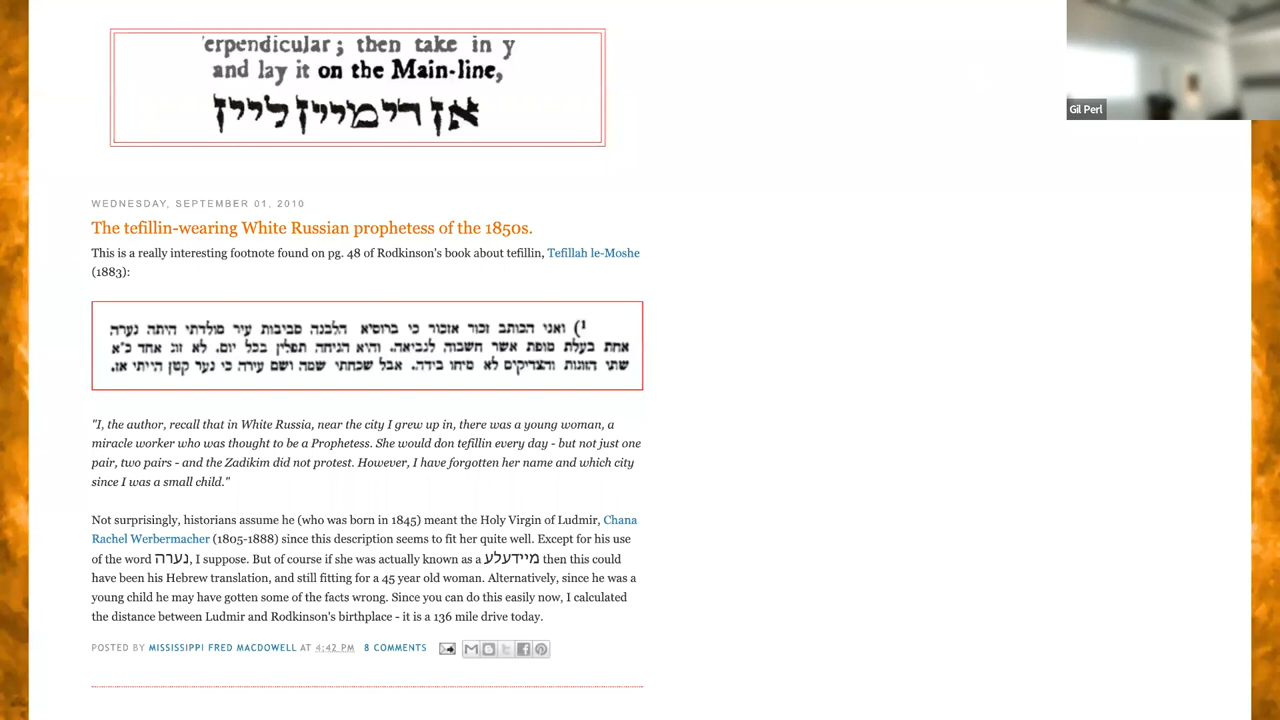 'erpendicular; then take in y
and lay it on the Main-line,
אן די מיין ליין
Gil Perl
WEDNESDAY, SEPTEMBER 01, 2010
The tefillin-wearing White Russian prophetess of the 1850s.
This is a really interesting footnote found on pg. 48 of Rodkinson's book about tefillin, Tefillah le-Moshe
(1883):
1) ואני הכותב זכור אזכור כי ברוסיא הלבנה סביבות עיר מולדתי היתה נערה
אחת בעלת מופת אשר חשבוה לנביאה. והיא הניחה תפלין בכל יום. לא זוג אחד כ"א
שתי הזוגות והצדיקים לא מיחו בידה. אבל שכחתי שמה ושם עירה כי נער קטן הייתי אז.
"I, the author, recall that in White Russia, near the city I grew up in, there was a young woman, a
miracle worker who was thought to be a Prophetess. She would don tefillin every day - but not just one
pair, two pairs - and the Zadikim did not protest. However, I have forgotten her name and which city
since I was a small child."
Not surprisingly, historians assume he (who was born in 1845) meant the Holy Virgin of Ludmir, Chana
Rachel Werbermacher (1805-1888) since this description seems to fit her quite well. Except for his use
of the word נערה, I suppose. But of course if she was actually known as a מיידעלע then this could
have been his Hebrew translation, and still fitting for a 45 year old woman. Alternatively, since he was a
young child he may have gotten some of the facts wrong. Since you can do this easily now, I calculated
the distance between Ludmir and Rodkinson's birthplace - it is a 136 mile drive today.
POSTED BY MISSISSIPPI FRED MACDOWELL AT 4:42 PM 8 COMMENTS